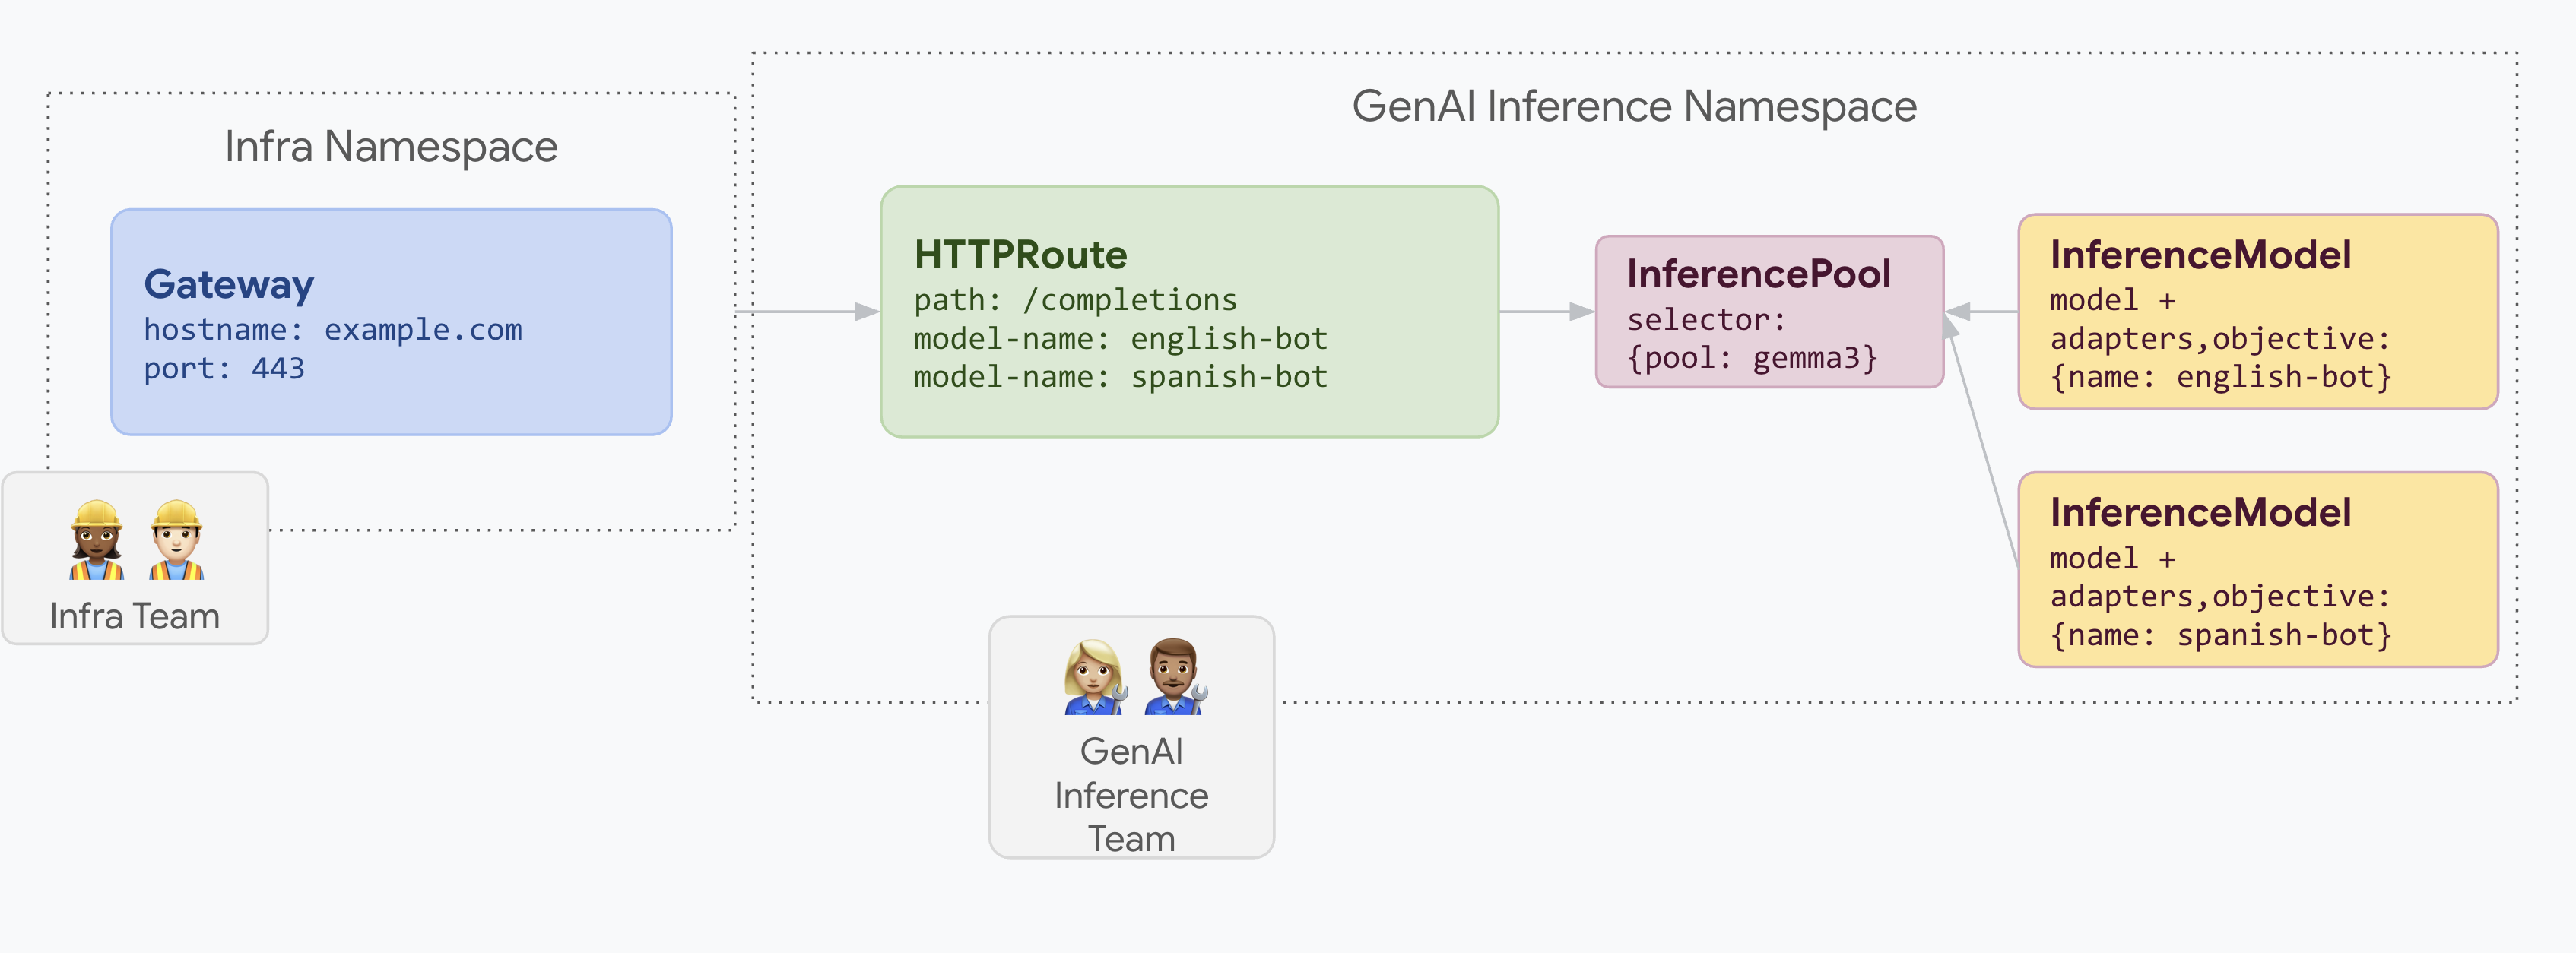 GenAI Inference Namespace
Infra Namespace
Gateway
hostname: example.com
port: 443
HTTPRoute
path: /completions
model-name: english-bot
model-name: spanish-bot
InferencePool
selector:
{pool: gemma3}
InferenceModel
model +
adapters,objective:
{name: english-bot}
InferenceModel
model +
adapters,objective:
{name: spanish-bot}
Infra Team
GenAI
Inference
Team